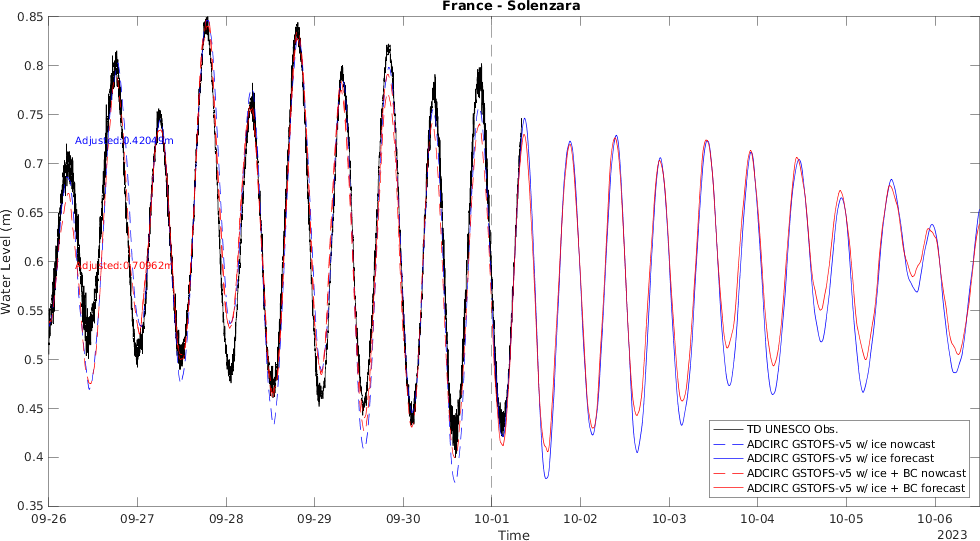 France - Solenzara
0.85
0.8
0.75
0.7
0.65
0.6
0.55
0.5
0.45
0.4
0.35
Water Level (m)
Adjusted:0.42049m
Adjusted:0.70962m
TD UNESCO Obs.
ADCIRC GSTOFS-v5 w/ ice nowcast
ADCIRC GSTOFS-v5 w/ ice forecast
ADCIRC GSTOFS-v5 w/ ice + BC nowcast
ADCIRC GSTOFS-v5 w/ ice + BC forecast
09-26 09-27 09-28 09-29 09-30 10-01 10-02 10-03 10-04 10-05 10-06
Time
2023